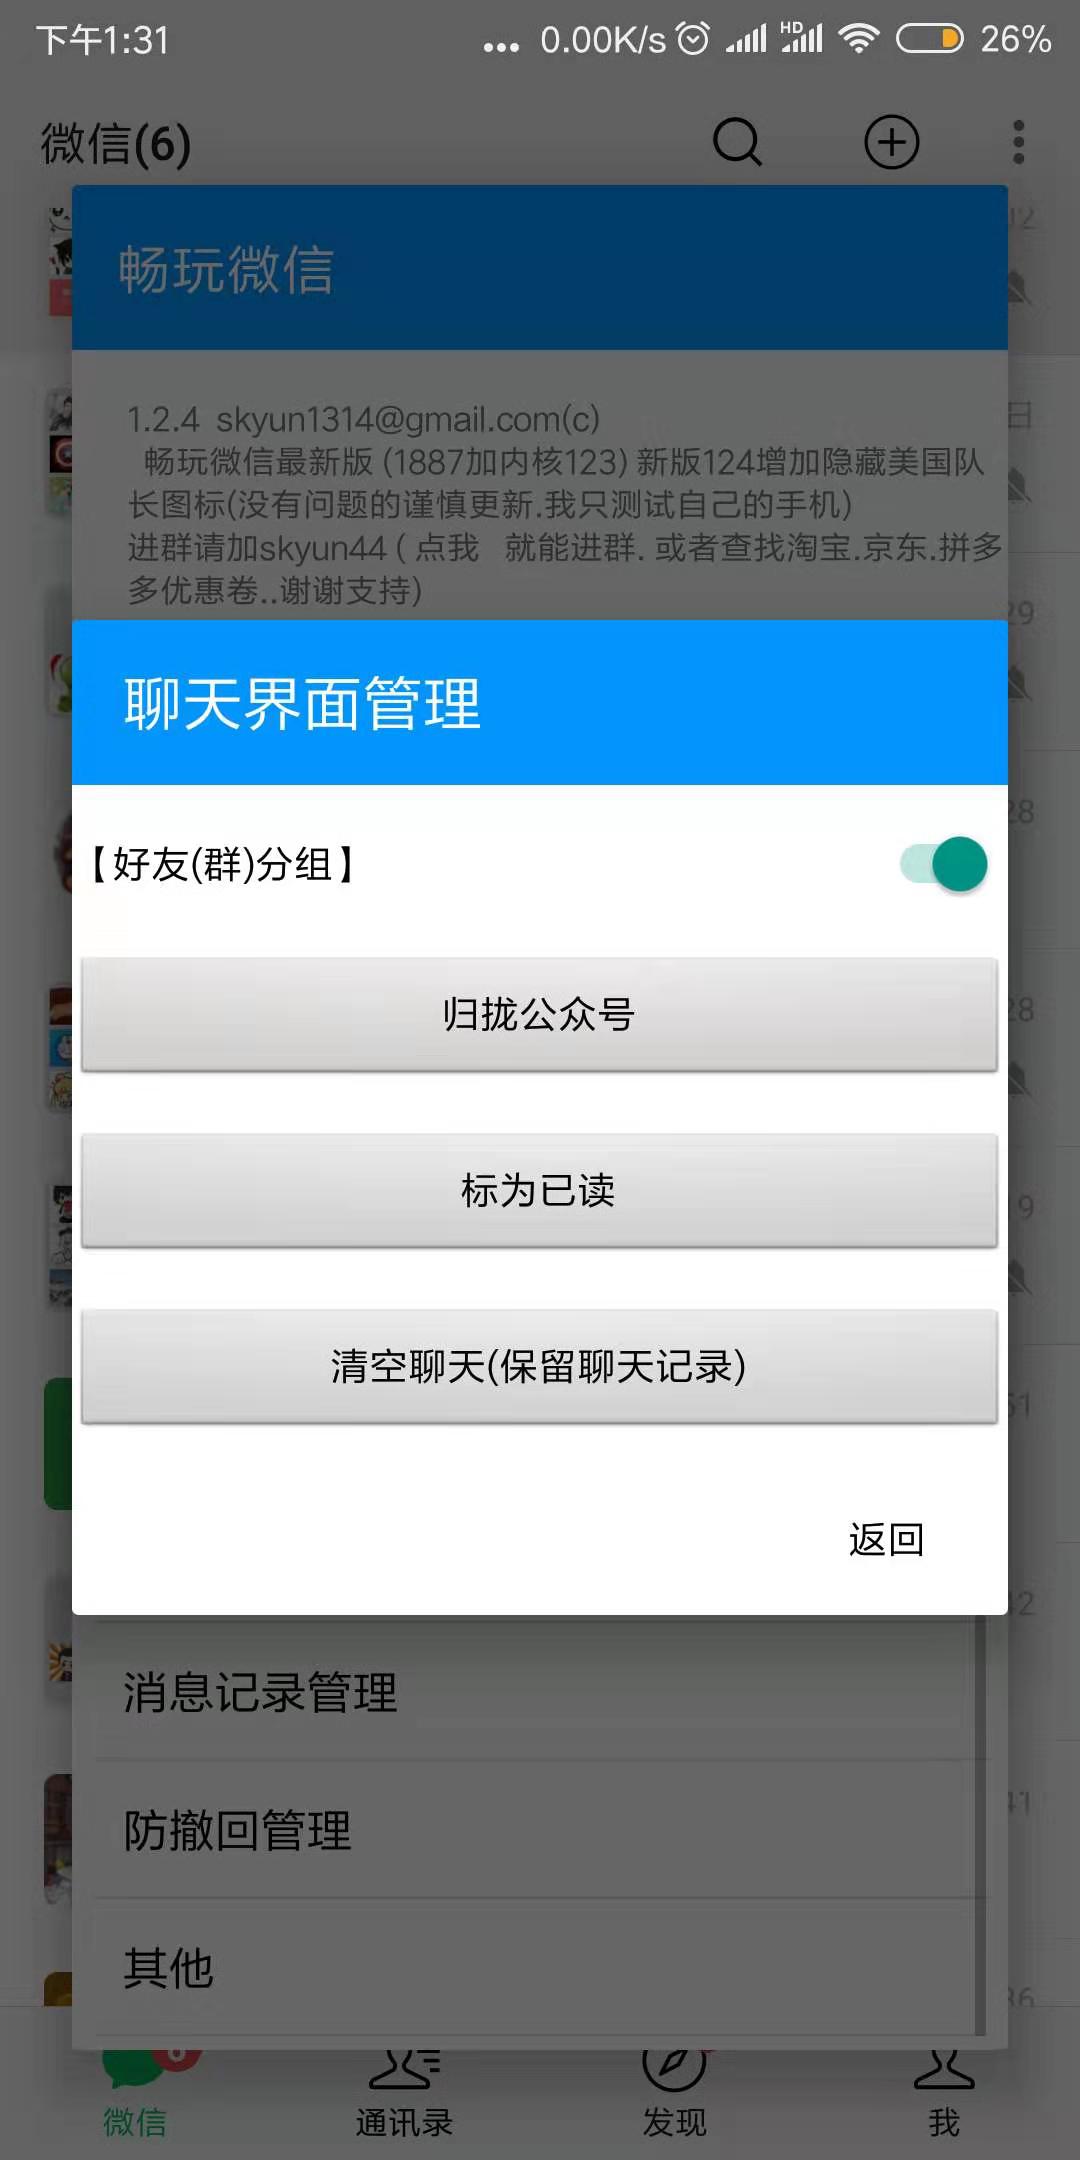 下午1:31
... 0.00K/s HD 26%
微信(6)
畅玩微信
1.2.4 skyun1314@gmail.com(c)
畅玩微信最新版 (1887加内核123) 新版124增加隐藏美国队
长图标(没有问题的谨慎更新.我只测试自己的手机)
进群请加skyun44 ( 点我 就能进群. 或者查找淘宝.京东.拼多
多优惠卷..谢谢支持)
聊天界面管理
【好友(群)分组】
归拢公众号
标为已读
清空聊天(保留聊天记录)
返回
消息记录管理
防撤回管理
其他
微信
通讯录
发现
我